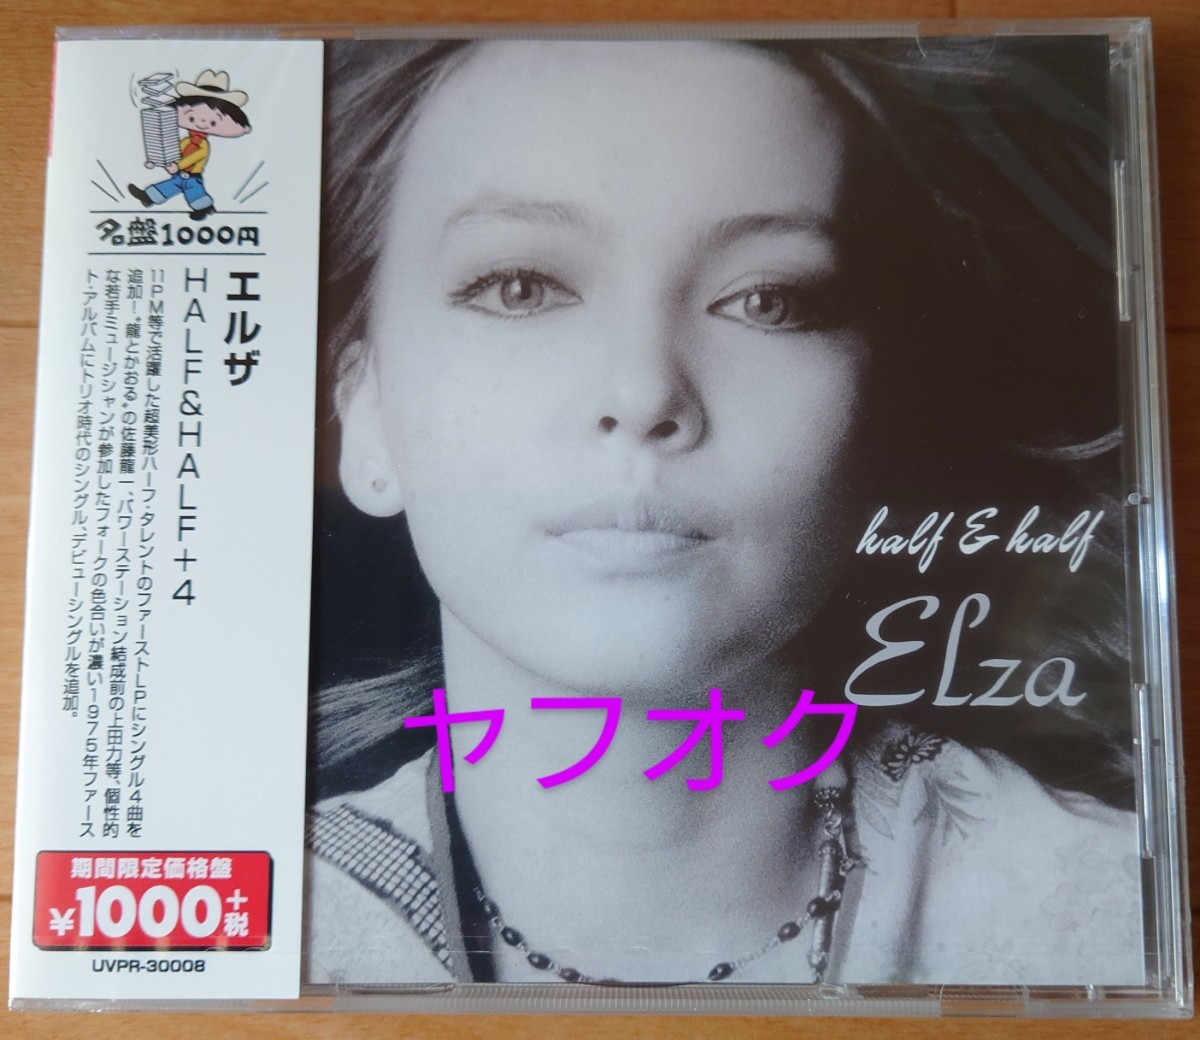 名盤1000円
エルザ
HALF&HALF+4
11PM等で活躍した超美形ハーフ・タレントのファーストLPにシングル4曲を
追加!“龍とかおる”の佐藤龍一、パワーステーション結成前の上田力等、個性的
な若手ミュージシャンが参加したフォークの色合いが濃い1975年ファース
ト・アルバムにトリオ時代のシングル、デビューシングルを追加。
期間限定価格盤
¥1000+税
UVPR-30008
half & half
Elza
ヤフオク